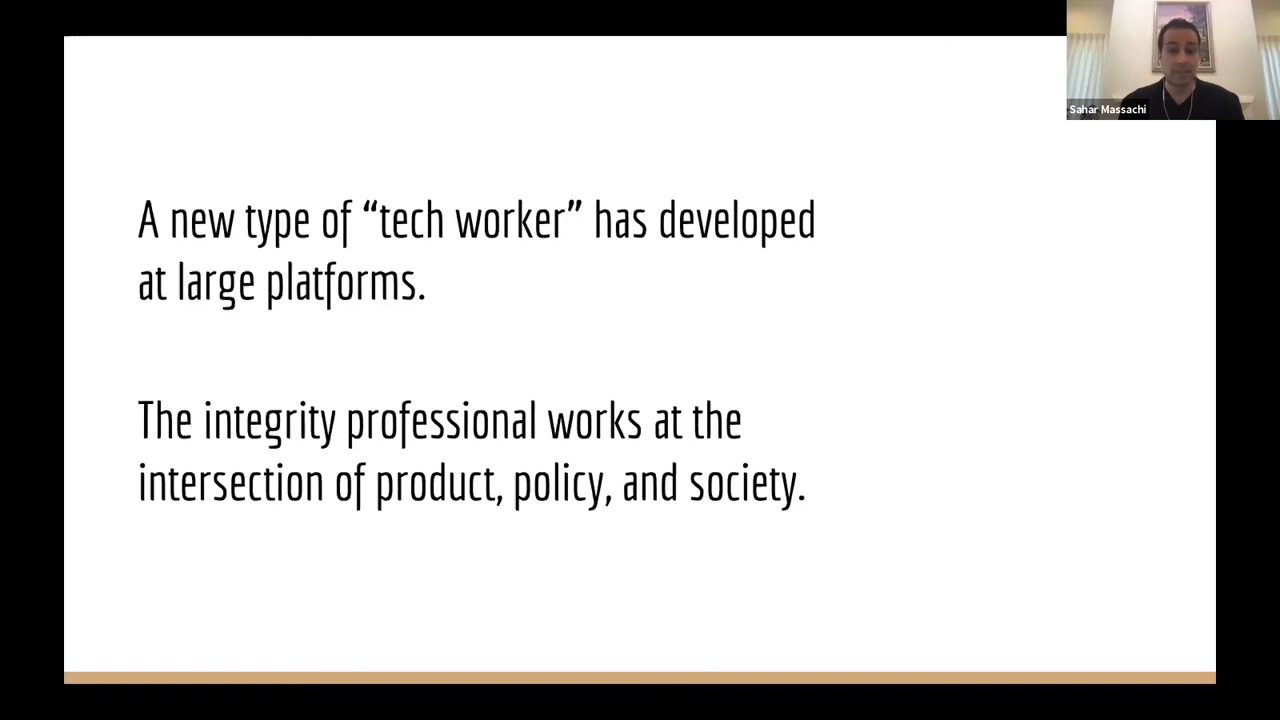 Sahar Massachi
A new type of “tech worker” has developed
at large platforms.
The integrity professional works at the
intersection of product, policy, and society.